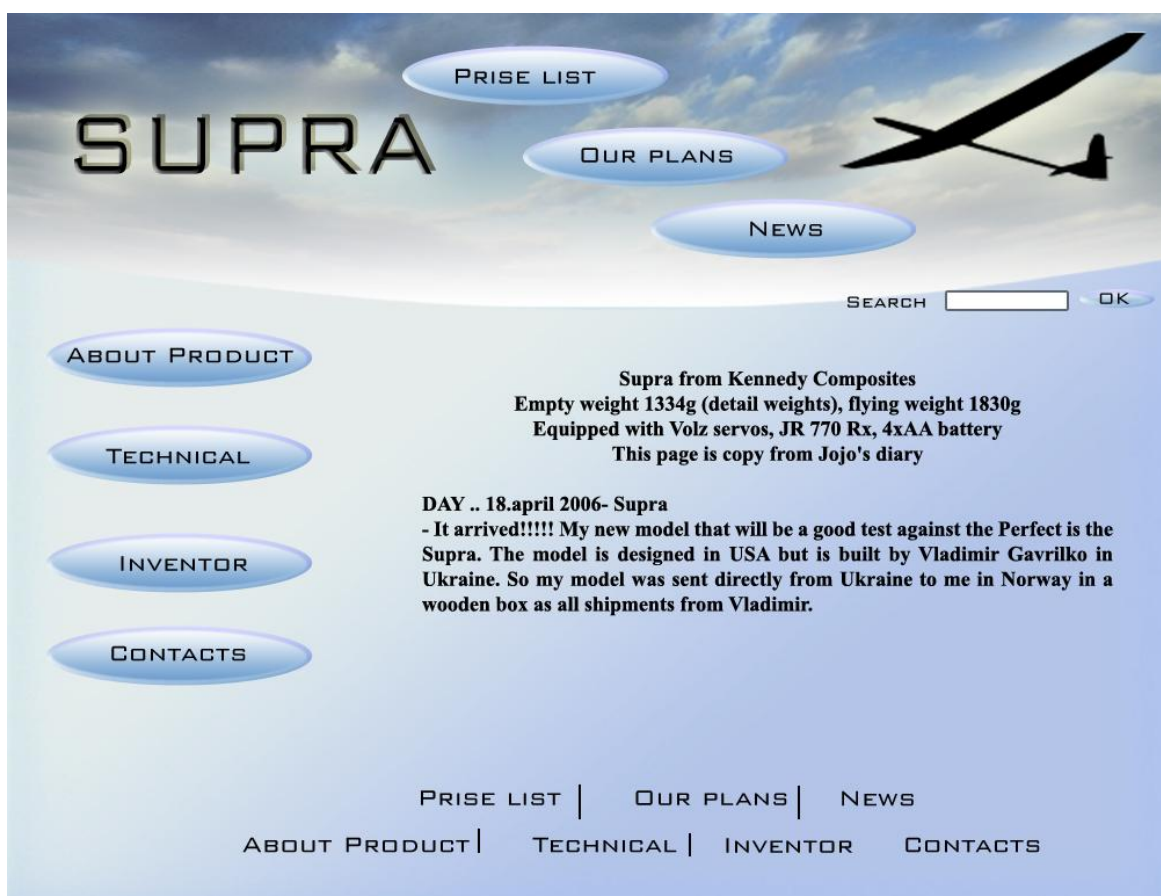 PRISE LIST
SUPRA
OUR PLANS
NEWS
SEARCH
OK
ABOUT PRODUCT
TECHNICAL
INVENTOR
CONTACTS
Supra from Kennedy Composites
Empty weight 1334g (detail weights), flying weight 1830g
Equipped with Volz servos, JR 770 Rx, 4xAA battery
This page is copy from Jojo's diary
DAY .. 18.april 2006- Supra
- It arrived!!!!! My new model that will be a good test against the Perfect is the
Supra. The model is designed in USA but is built by Vladimir Gavrilko in
Ukraine. So my model was sent directly from Ukraine to me in Norway in a
wooden box as all shipments from Vladimir.
PRISE LIST | OUR PLANS | NEWS
ABOUT PRODUCT | TECHNICAL | INVENTOR CONTACTS